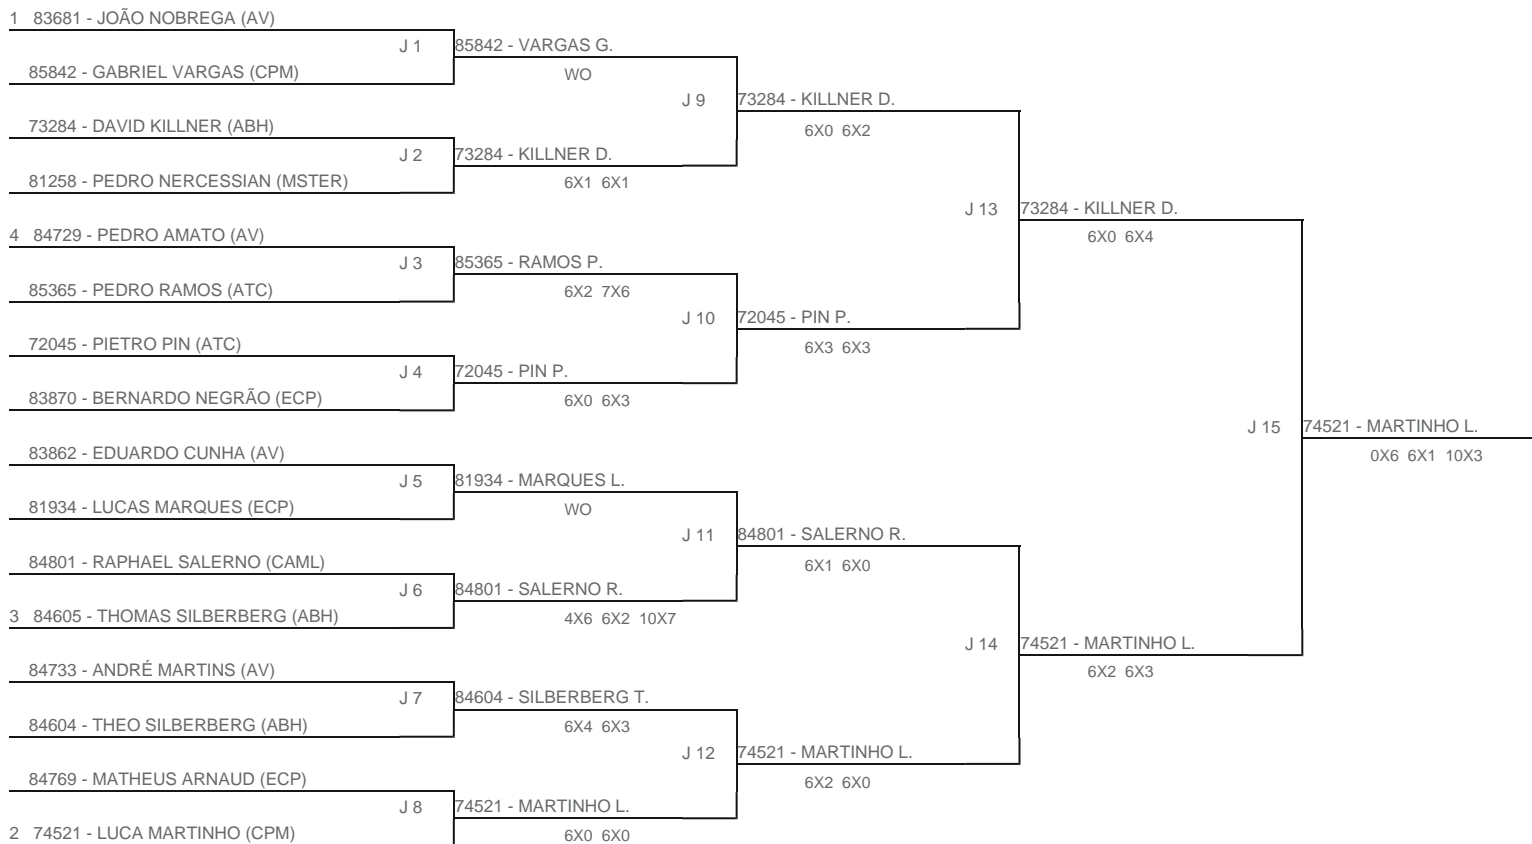 1 83681 - JOÃO NOBREGA (AV)
J 1
85842 - VARGAS G.
85842 - GABRIEL VARGAS (CPM)
WO
J 9
73284 - KILLNER D.
73284 - DAVID KILLNER (ABH)
6X0 6X2
J 2
73284 - KILLNER D.
81258 - PEDRO NERCESSIAN (MSTER)
6X1 6X1
J 13
73284 - KILLNER D.
4 84729 - PEDRO AMATO (AV)
6X0 6X4
J 3
85365 - RAMOS P.
85365 - PEDRO RAMOS (ATC)
6X2 7X6
J 10
72045 - PIN P.
72045 - PIETRO PIN (ATC)
6X3 6X3
J 4
72045 - PIN P.
83870 - BERNARDO NEGRÃO (ECP)
6X0 6X3
J 15
74521 - MARTINHO L.
83862 - EDUARDO CUNHA (AV)
0X6 6X1 10X3
J 5
81934 - MARQUES L.
81934 - LUCAS MARQUES (ECP)
WO
J 11
84801 - SALERNO R.
84801 - RAPHAEL SALERNO (CAML)
6X1 6X0
J 6
84801 - SALERNO R.
3 84605 - THOMAS SILBERBERG (ABH)
4X6 6X2 10X7
J 14
74521 - MARTINHO L.
84733 - ANDRÉ MARTINS (AV)
6X2 6X3
J 7
84604 - SILBERBERG T.
84604 - THEO SILBERBERG (ABH)
6X4 6X3
J 12
74521 - MARTINHO L.
84769 - MATHEUS ARNAUD (ECP)
6X2 6X0
J 8
74521 - MARTINHO L.
2 74521 - LUCA MARTINHO (CPM)
6X0 6X0